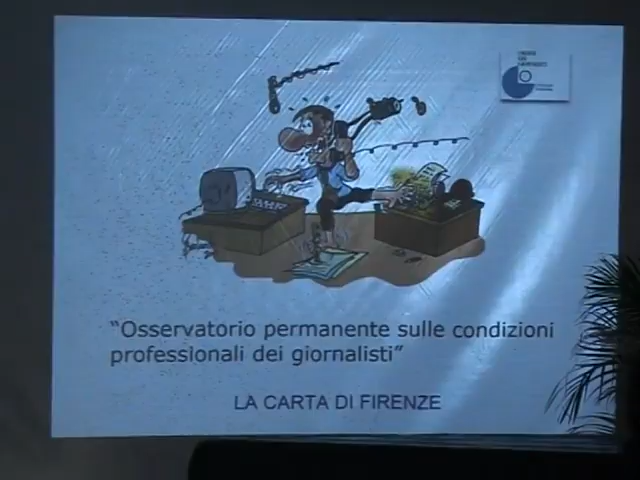 "Osservatorio permanente sulle condizioni
professionali dei giornalisti"
LA CARTA DI FIRENZE